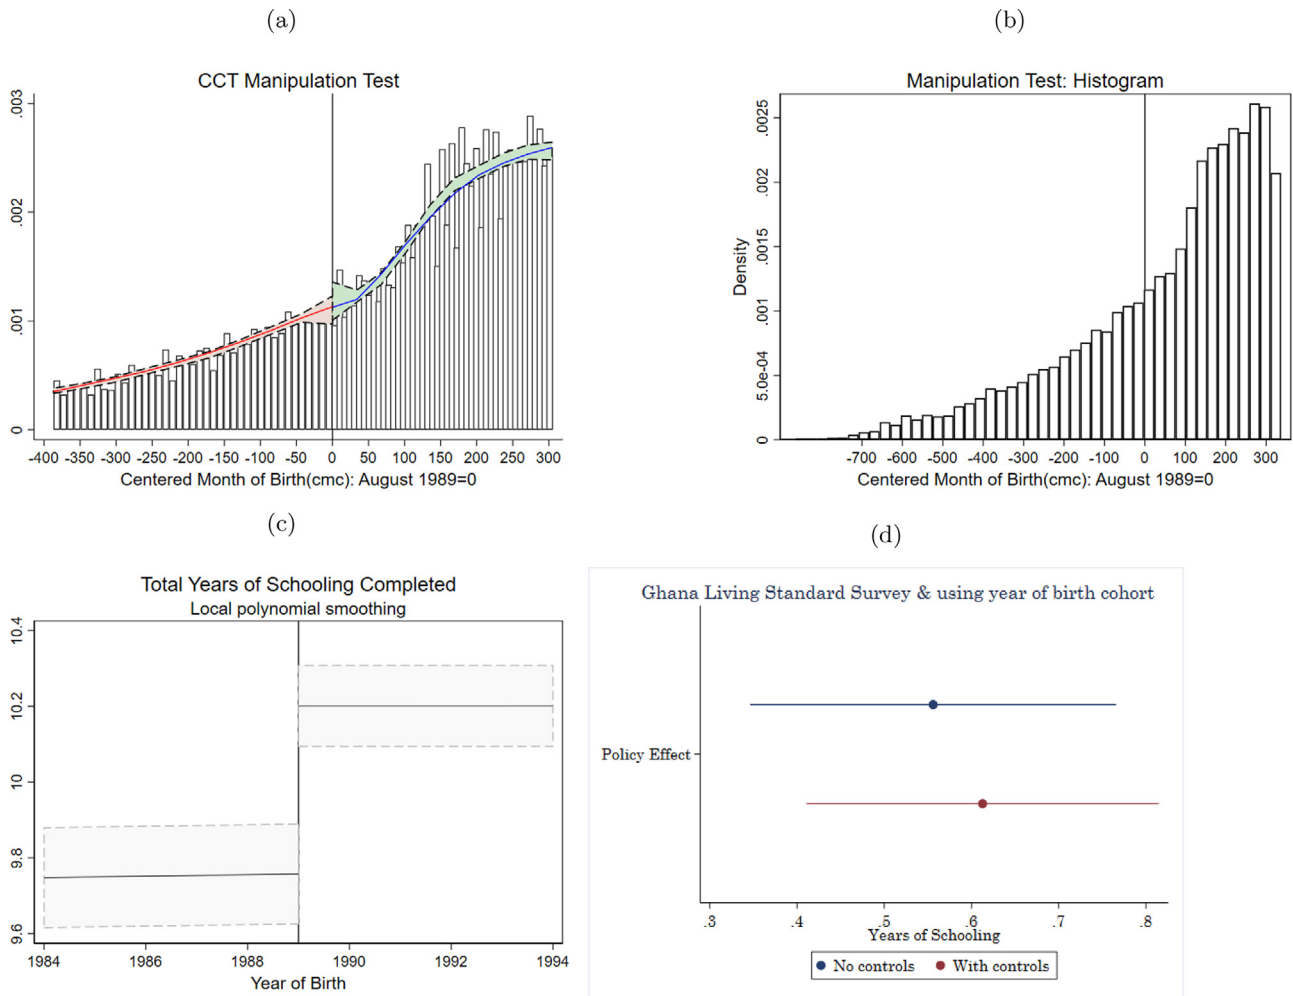 (a)
CCT Manipulation Test
.003
.002
.001
0
-400 -350 -300 -250 -200 -150 -100 -50 0 50 100 150 200 250 300
Centered Month of Birth(cmc): August 1989=0
(b)
Manipulation Test: Histogram
Density
.0025
.002
.0015
.001
5.0e-04
0
-700 -600 -500 -400 -300 -200 -100 0 100 200 300
Centered Month of Birth(cmc): August 1989=0
(c)
Total Years of Schooling Completed
Local polynomial smoothing
10.4
10.2
10
9.8
9.6
1984 1986 1988 1990 1992 1994
Year of Birth
(d)
Ghana Living Standard Survey & using year of birth cohort
Policy Effect
.3 .4 .5 .6 .7 .8
Years of Schooling
No controls With controls